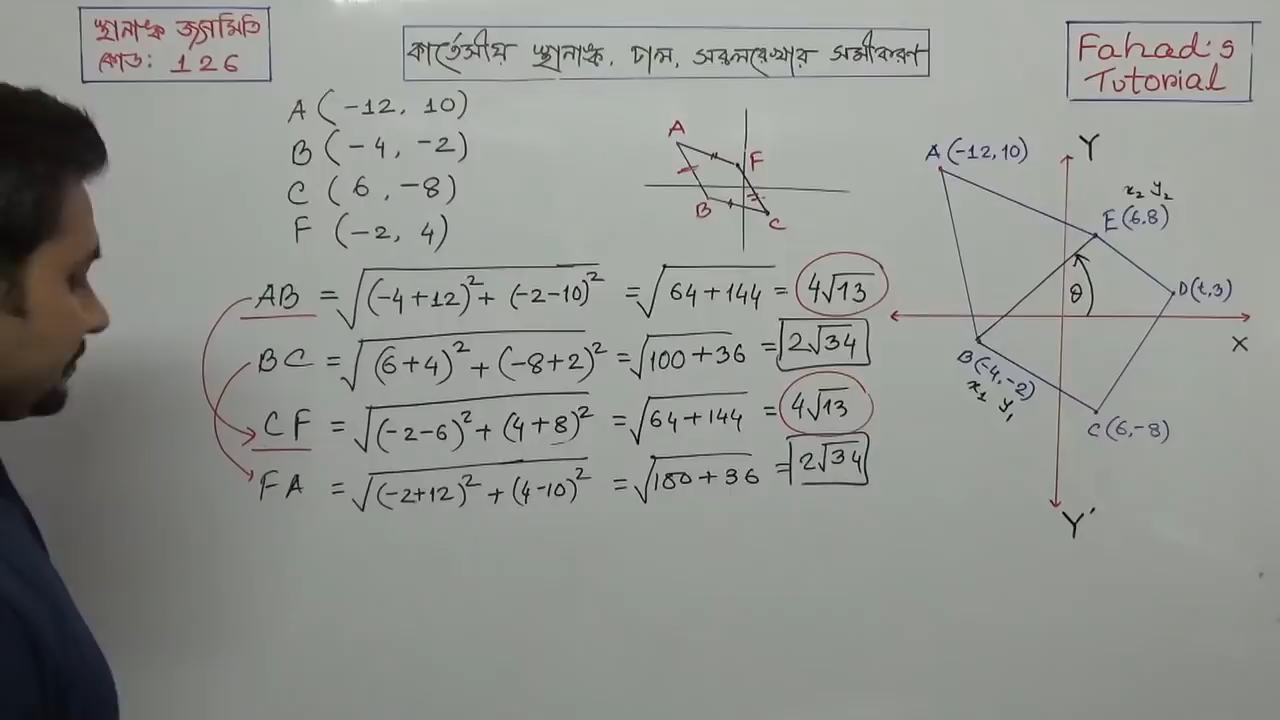 স্থানাঙ্ক জ্যামিতি
কোড: 126
কার্তেসীয় স্থানাঙ্ক, ঢাল, সরলরেখার সমীকরণ
Fahad's
Tutorial
A (-12, 10)
B (-4, -2)
C (6, -8)
F (-2, 4)
A
F
B
C
AB = √(-4+12)² + (-2-10)² = √64+144 = 4√13
BC = √(6+4)² + (-8+2)² = √100+36 = 2√34
CF = √(-2-6)² + (4+8)² = √64+144 = 4√13
FA = √(-2+12)² + (4-10)² = √100+36 = 2√34
Y
A (-12,10)
x₂ y₂
E (6,8)
D (t,3)
θ
X
B (-4,-2)
x₁ y₁
C (6,-8)
Y'